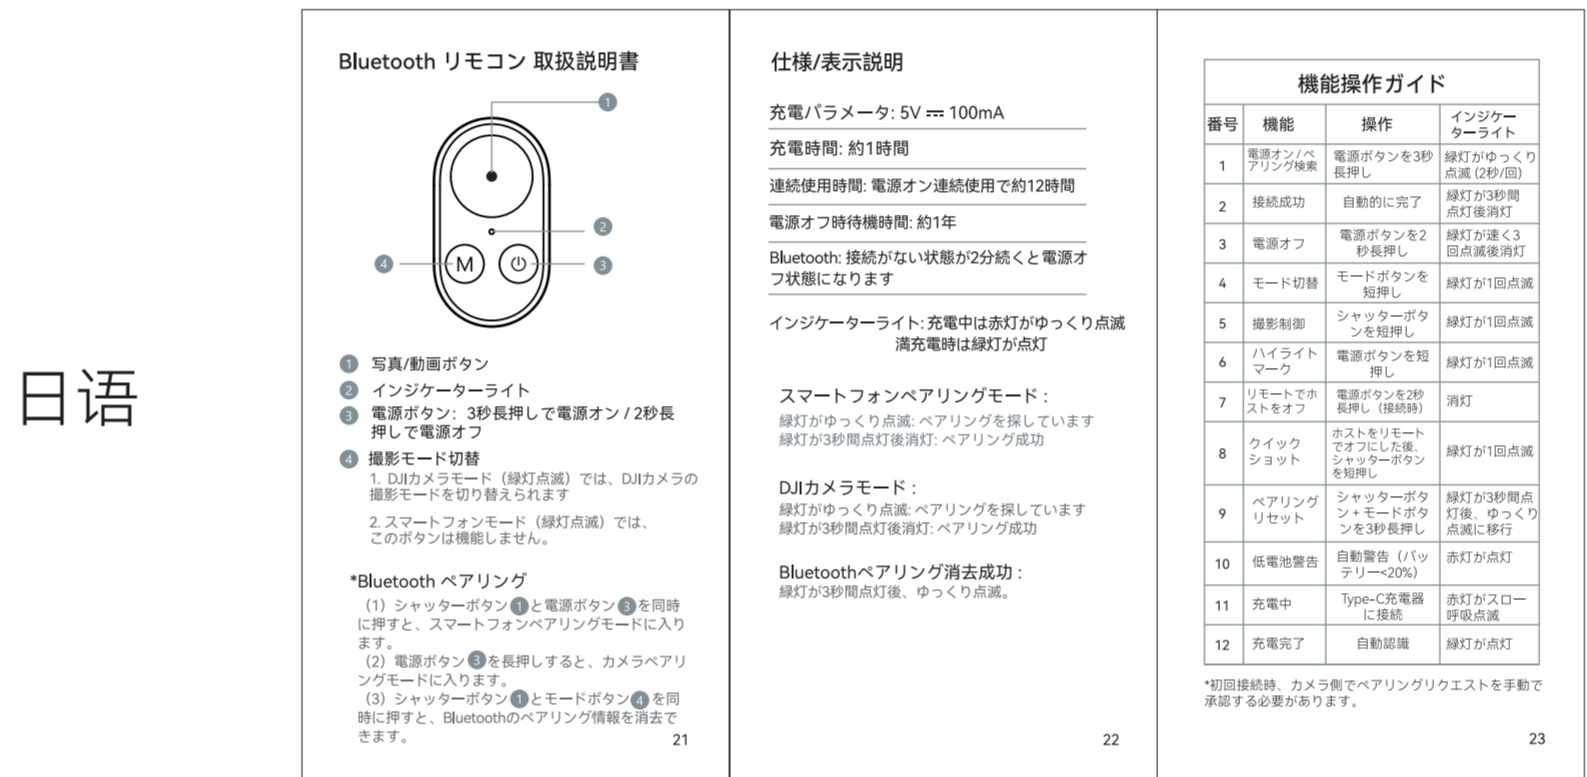 日语
Bluetooth リモコン 取扱説明書
1
2
3
4
M
1 写真/動画ボタン
2 インジケーターライト
3 電源ボタン: 3秒長押しで電源オン / 2秒長
押しで電源オフ
4 撮影モード切替
1. DJIカメラモード（緑灯点滅）では、DJIカメラの
撮影モードを切り替えられます
2. スマートフォンモード（緑灯点滅）では、
このボタンは機能しません。
*Bluetooth ペアリング
（1）シャッターボタン1と電源ボタン3を同時
に押すと、スマートフォンペアリングモードに入り
ます。
（2）電源ボタン3を長押しすると、カメラペアリ
ングモードに入ります。
（3）シャッターボタン1とモードボタン4を同
時に押すと、Bluetoothのペアリング情報を消去で
きます。
21
仕様/表示説明
充電パラメータ: 5V ⎓ 100mA
充電時間: 約1時間
連続使用時間: 電源オン連続使用で約12時間
電源オフ時待機時間: 約1年
Bluetooth: 接続がない状態が2分続くと電源オ
フ状態になります
インジケーターライト: 充電中は赤灯がゆっくり点滅
満充電時は緑灯が点灯
スマートフォンペアリングモード :
緑灯がゆっくり点滅: ペアリングを探しています
緑灯が3秒間点灯後消灯: ペアリング成功
DJIカメラモード :
緑灯がゆっくり点滅: ペアリングを探しています
緑灯が3秒間点灯後消灯: ペアリング成功
Bluetoothペアリング消去成功 :
緑灯が3秒間点灯後、ゆっくり点滅。
22
機能操作ガイド
番号 機能 操作 インジケー
ターライト
1 電源オン / ペ
アリング検索 電源ボタンを3秒
長押し 緑灯がゆっくり
点滅 (2秒/回)
2 接続成功 自動的に完了 緑灯が3秒間
点灯後消灯
3 電源オフ 電源ボタンを2
秒長押し 緑灯が速く3
回点滅後消灯
4 モード切替 モードボタンを
短押し 緑灯が1回点滅
5 撮影制御 シャッターボタ
ンを短押し 緑灯が1回点滅
6 ハイライト
マーク 電源ボタンを短
押し 緑灯が1回点滅
7 リモートでホ
ストをオフ 電源ボタンを2秒
長押し（接続時） 消灯
8 クイック
ショット ホストをリモート
でオフにした後、
シャッターボタン
を短押し 緑灯が1回点滅
9 ペアリング
リセット シャッターボタ
ン + モードボタ
ンを3秒長押し 緑灯が3秒間点
灯後、ゆっくり
点滅に移行
10 低電池警告 自動警告（バッ
テリー<20%） 赤灯が点灯
11 充電中 Type-C充電器
に接続 赤灯がスロー
呼吸点滅
12 充電完了 自動認識 緑灯が点灯
*初回接続時、カメラ側でペアリングリクエストを手動で
承認する必要があります。
23